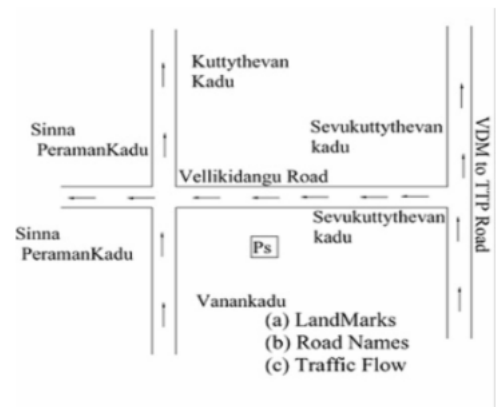 Kuttythevan
Kadu
Sinna
PeramanKadu
Sevukuttythevan
kadu
VDM to TTP Road
Vellikidangu Road
Sinna
PeramanKadu
Sevukuttythevan
kadu
Ps
Vanankadu
(a) LandMarks
(b) Road Names
(c) Traffic Flow